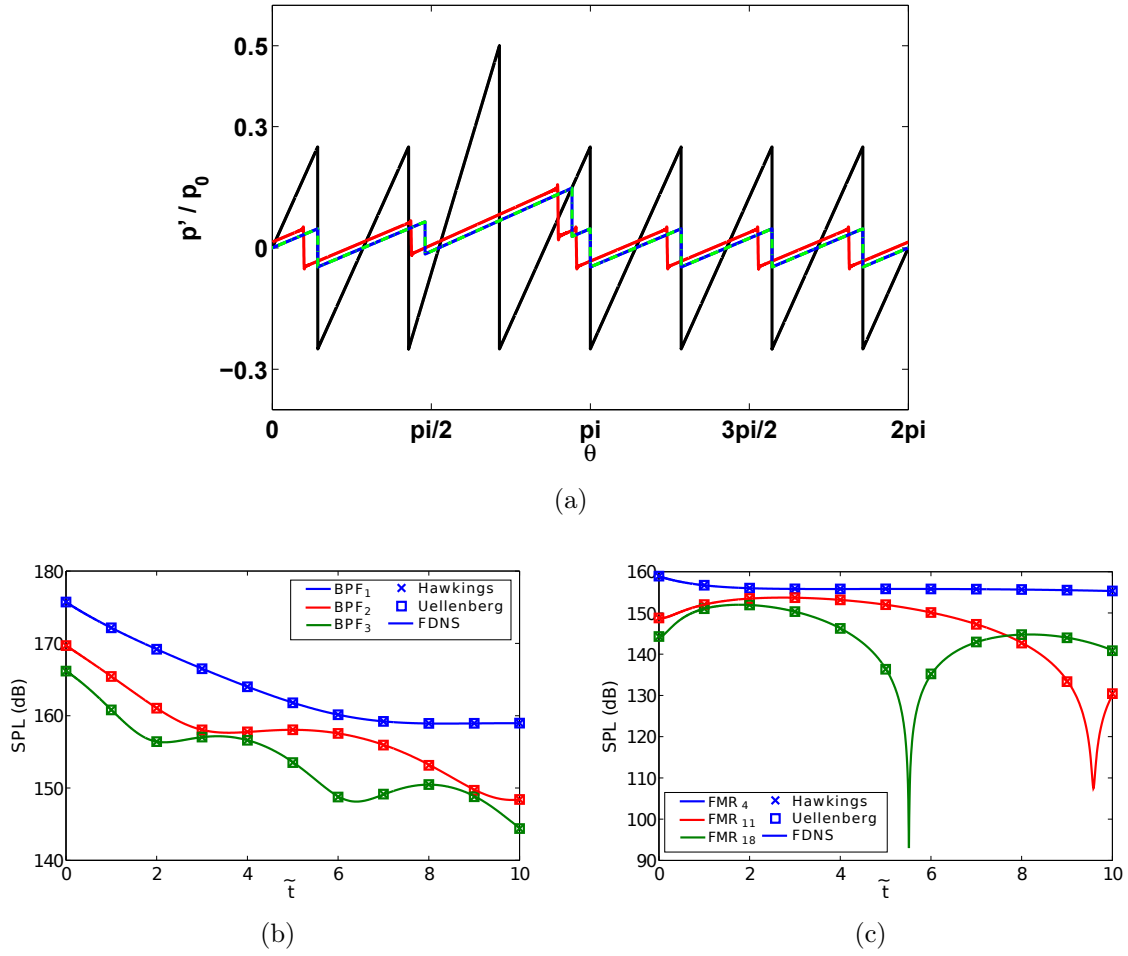 0.5
0.3
0
−0.3
p' / p0
0 pi/2 pi 3pi/2 2pi
θ
(a)
180
170
160
150
140
SPL (dB)
BPF1 Hawkings
BPF2 Uellenberg
BPF3 FDNS
0 2 4 6 8 10
t̃
(b)
160
150
140
130
120
110
100
90
SPL (dB)
FMR 4 Hawkings
FMR 11 Uellenberg
FMR 18 FDNS
0 2 4 6 8 10
t̃
(c)